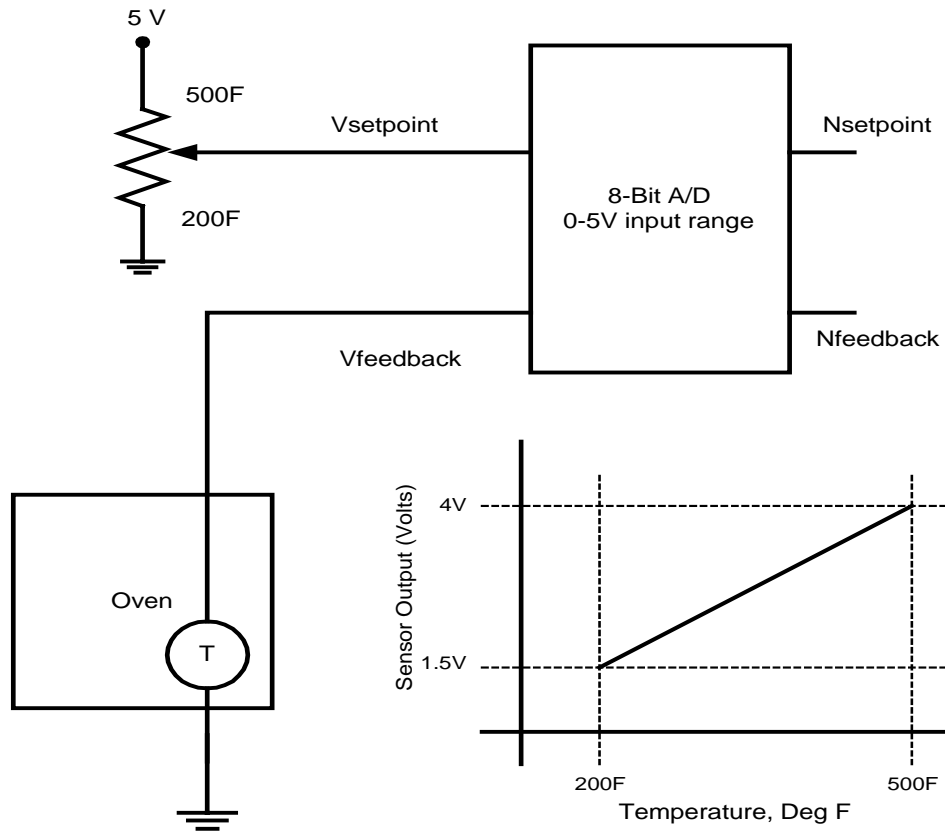 5 V
500F
Vsetpoint
Nsetpoint
8-Bit A/D
0-5V input range
200F
Vfeedback
Nfeedback
Sensor Output (Volts)
4V
Oven
T
1.5V
200F
500F
Temperature, Deg F